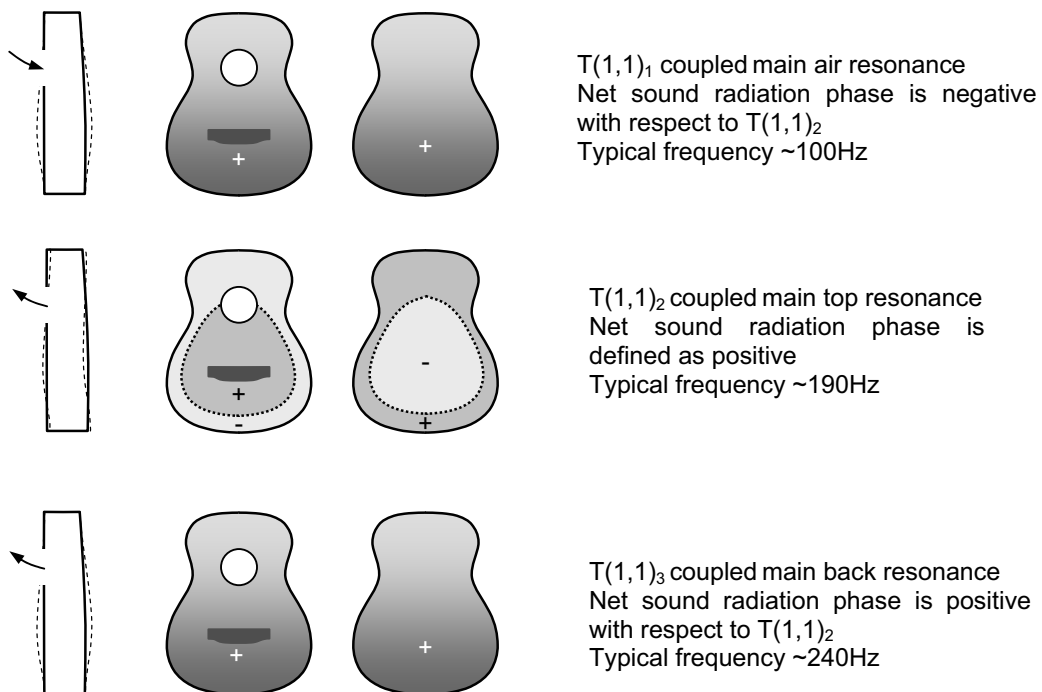 T(1,1)₁ coupled main air resonance
Net sound radiation phase is negative
with respect to T(1,1)₂
Typical frequency ~100Hz
+
+
T(1,1)₂ coupled main top resonance
Net sound radiation phase is
defined as positive
Typical frequency ~190Hz
-
+
-
+
T(1,1)₃ coupled main back resonance
Net sound radiation phase is positive
with respect to T(1,1)₂
Typical frequency ~240Hz
+
+